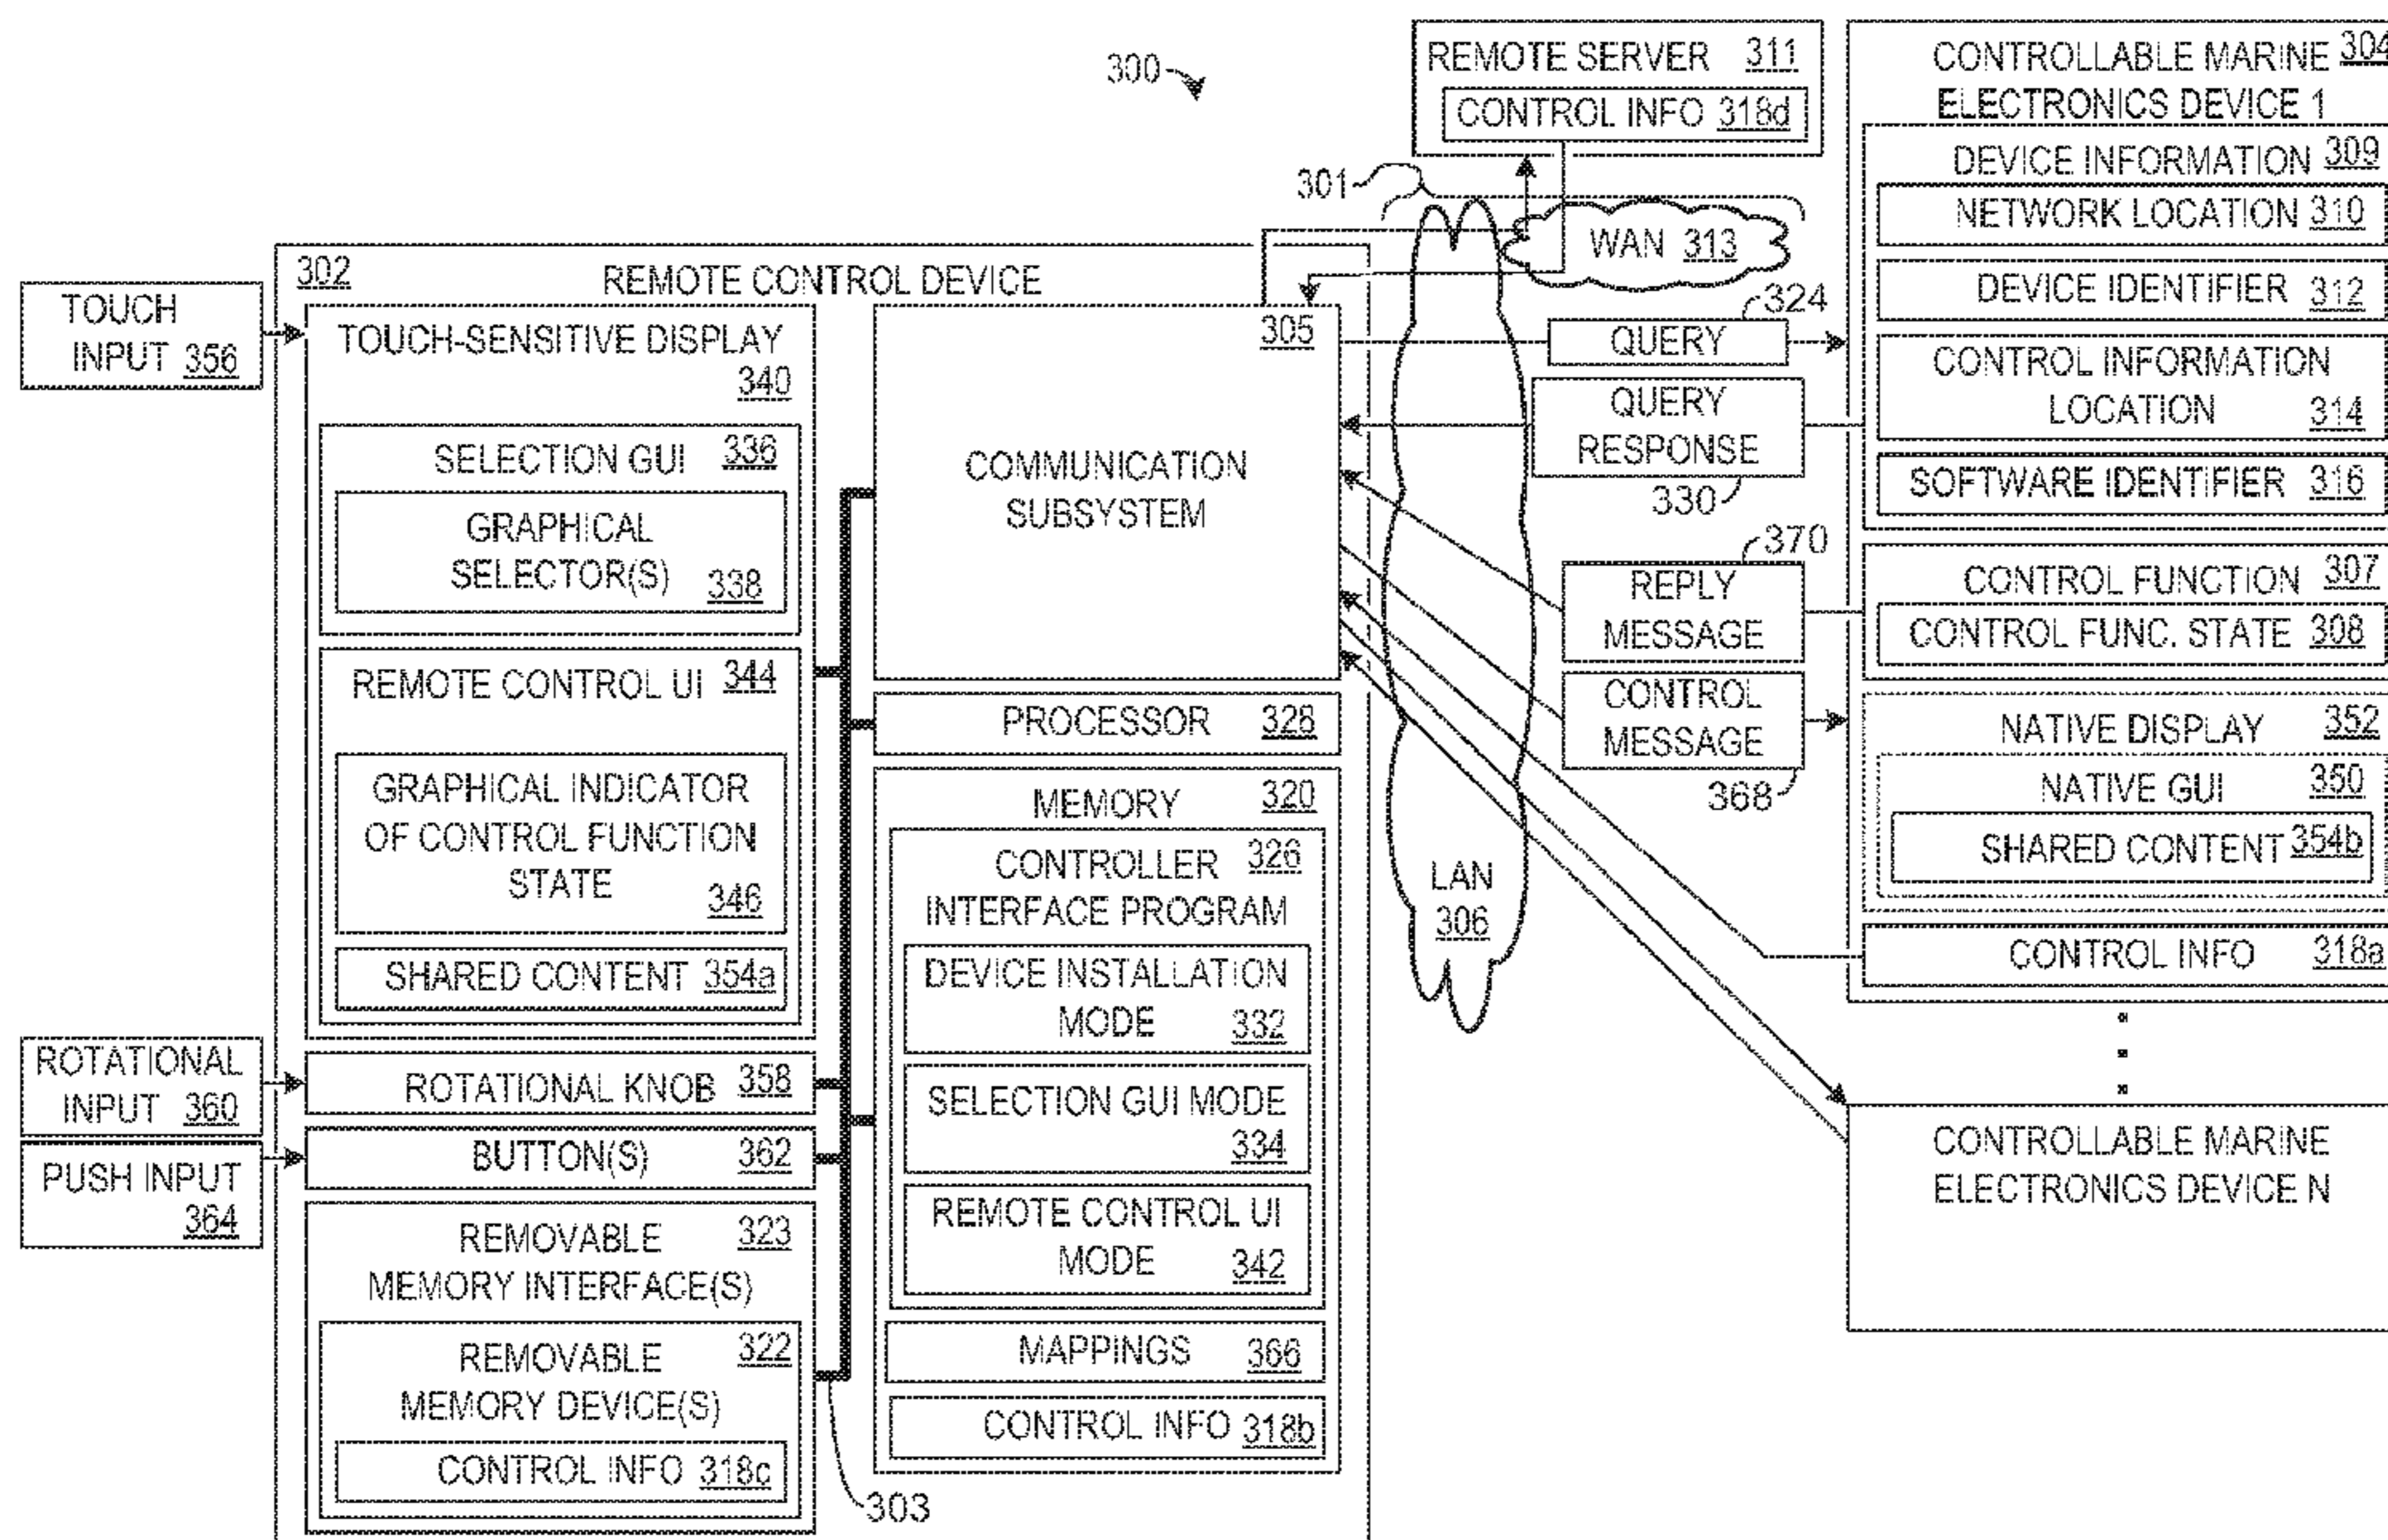 300
REMOTE SERVER 311
CONTROL INFO 318d
301
WAN 313
302
REMOTE CONTROL DEVICE
TOUCH
INPUT 356
TOUCH-SENSITIVE DISPLAY
340
SELECTION GUI 336
GRAPHICAL
SELECTOR(S) 338
REMOTE CONTROL UI 344
GRAPHICAL INDICATOR
OF CONTROL FUNCTION
STATE
346
SHARED CONTENT 354a
ROTATIONAL
INPUT 360
ROTATIONAL KNOB 358
PUSH INPUT
364
BUTTON(S) 362
REMOVABLE 323
MEMORY INTERFACE(S)
REMOVABLE 322
MEMORY DEVICE(S)
CONTROL INFO 318c
303
305
COMMUNICATION
SUBSYSTEM
PROCESSOR 328
MEMORY 320
CONTROLLER 326
INTERFACE PROGRAM
DEVICE INSTALLATION
MODE 332
SELECTION GUI MODE
334
REMOTE CONTROL UI
MODE 342
MAPPINGS 366
CONTROL INFO 318b
LAN
306
324
QUERY
QUERY
RESPONSE
330
370
REPLY
MESSAGE
CONTROL
MESSAGE
368
CONTROLLABLE MARINE 304
ELECTRONICS DEVICE 1
DEVICE INFORMATION 309
NETWORK LOCATION 310
DEVICE IDENTIFIER 312
CONTROL INFORMATION
LOCATION 314
SOFTWARE IDENTIFIER 316
CONTROL FUNCTION 307
CONTROL FUNC. STATE 308
NATIVE DISPLAY 352
NATIVE GUI 350
SHARED CONTENT 354b
CONTROL INFO 318a
CONTROLLABLE MARINE
ELECTRONICS DEVICE N